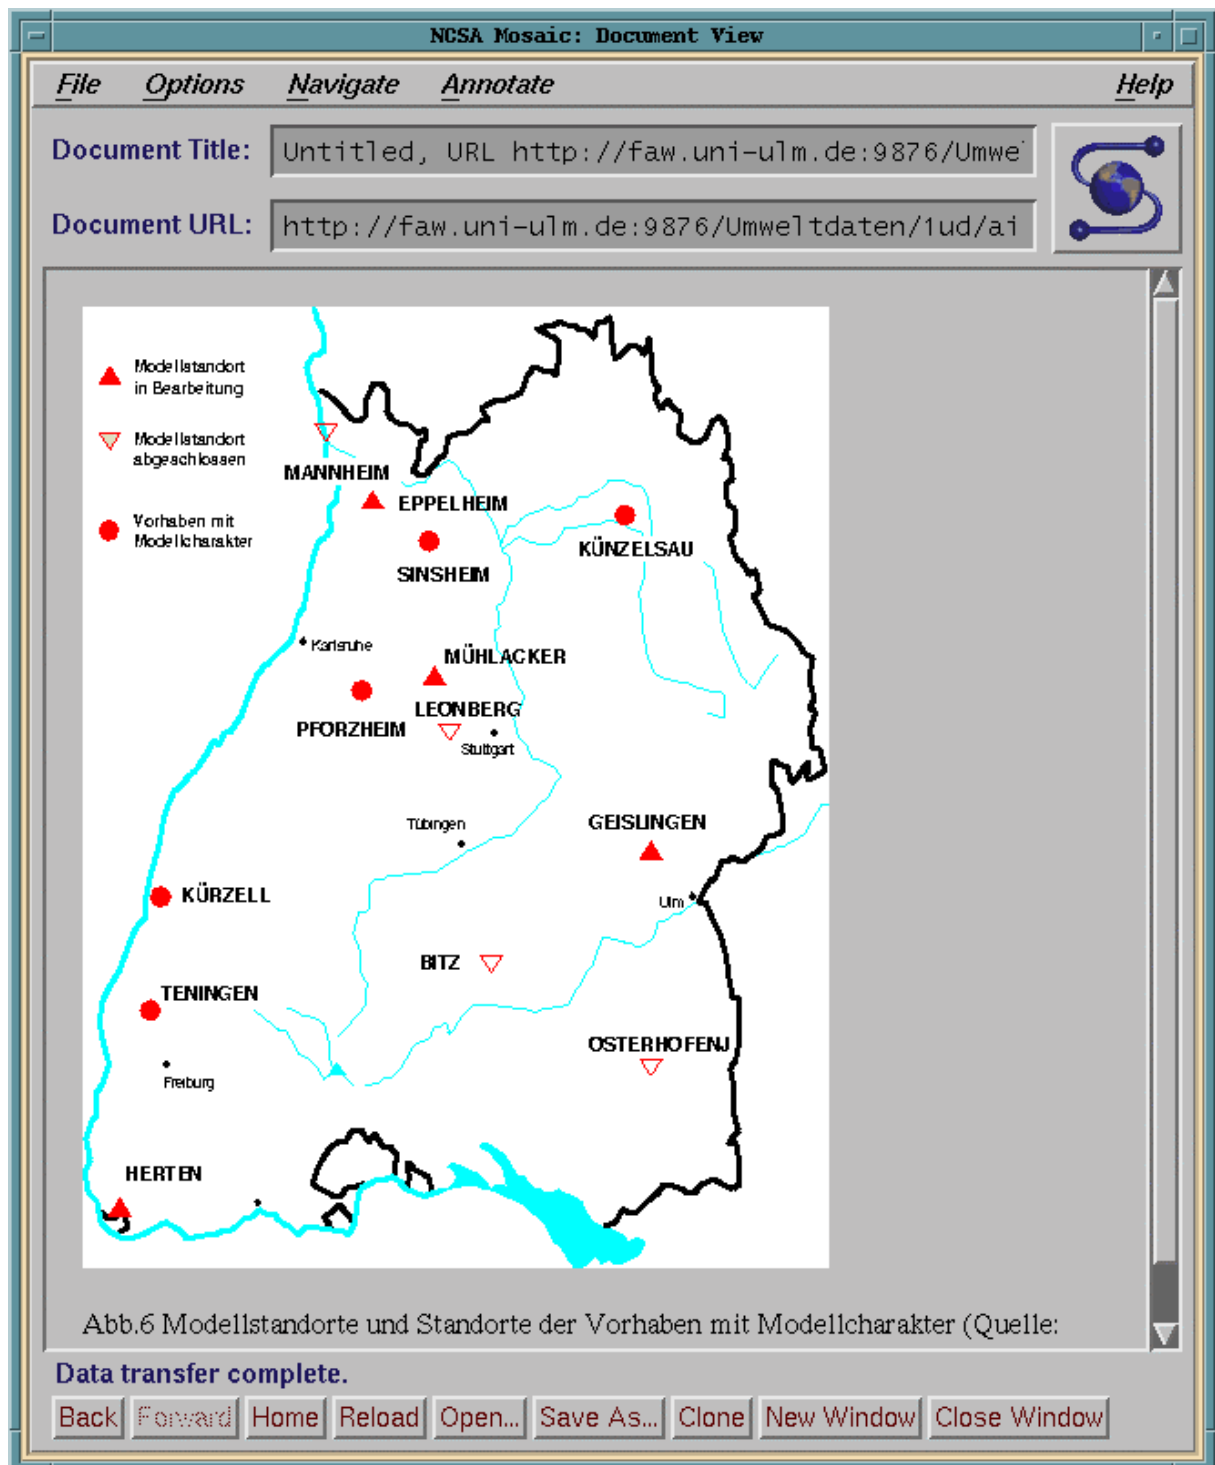 NCSA Mosaic: Document View
File Options Navigate Annotate Help
Document Title: Untitled, URL http://faw.uni-ulm.de:9876/Umwel
Document URL: http://faw.uni-ulm.de:9876/Umweltdaten/1ud/ai
Modellstandort
in Bearbeitung
Modellstandort
abgeschlossen
Vorhaben mit
Modellcharakter
MANNHEIM
EPPELHEIM
SINSHEIM
KÜNZELSAU
Karlsruhe
MÜHLACKER
PFORZHEIM
LEONBERG
Stuttgart
Tübingen
GEISLINGEN
KÜRZELL
Ulm
BITZ
TENINGEN
OSTERHOFENJ
Freiburg
HERTEN
Abb.6 Modellstandorte und Standorte der Vorhaben mit Modellcharakter (Quelle:
Data transfer complete.
Back Forward Home Reload Open... Save As... Clone New Window Close Window